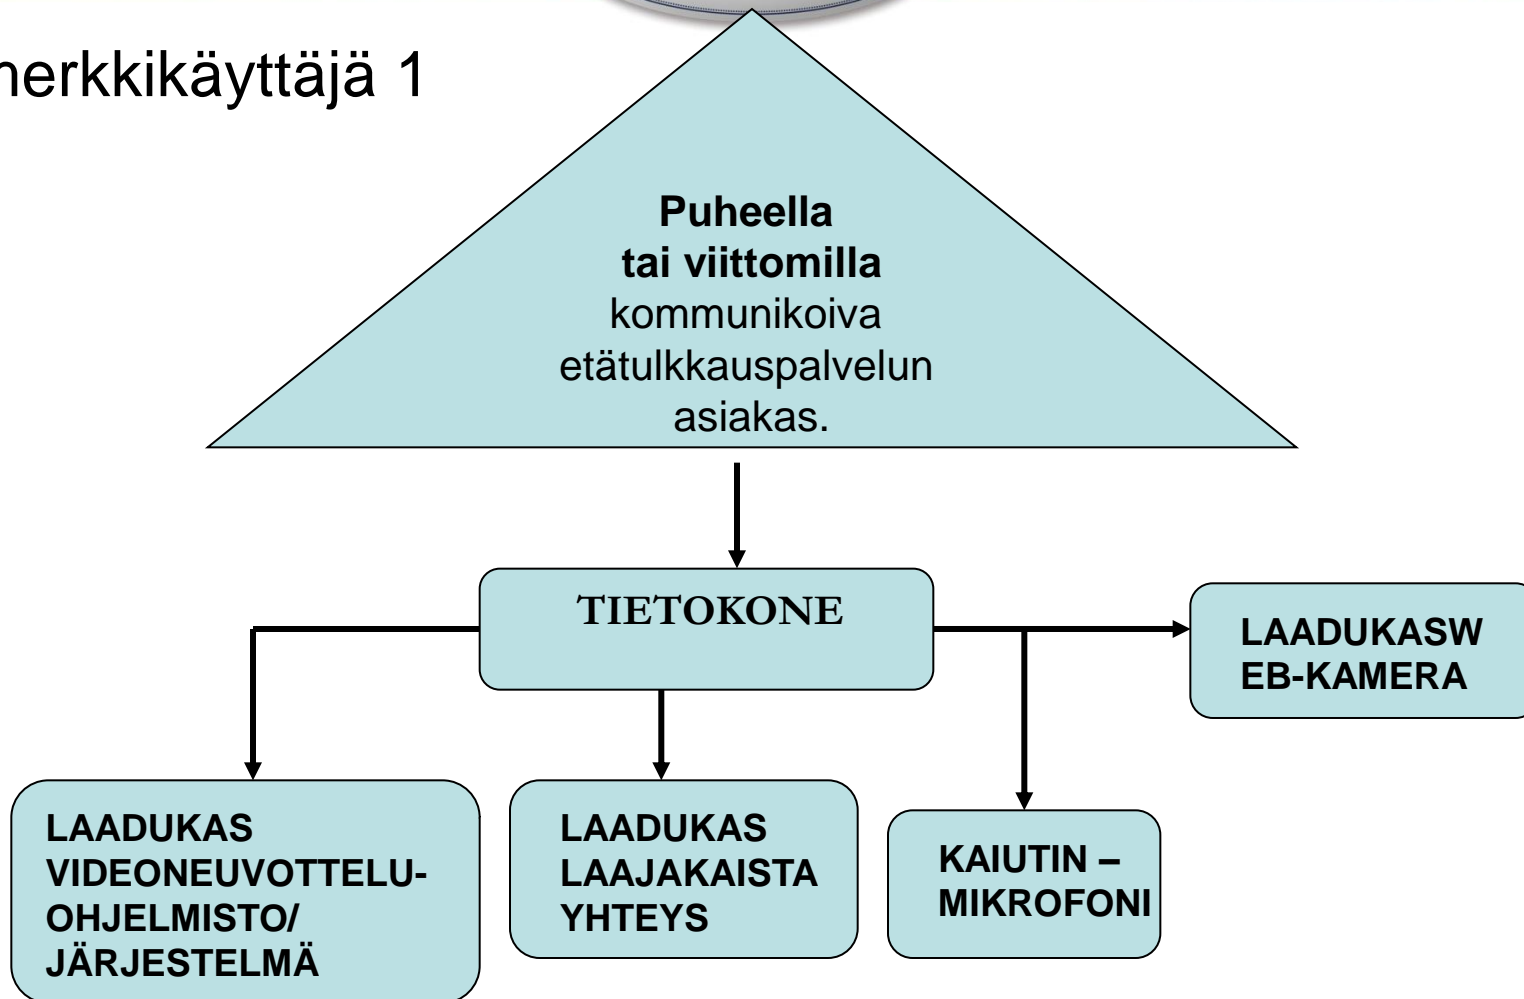 nerkkikäyttäjä 1
Puheella
tai viittomilla
kommunikoiva
etätulkkauspalvelun
asiakas.
TIETOKONE
LAADUKASW
EB-KAMERA
LAADUKAS
VIDEONEUVOTTELU-
OHJELMISTO/
JÄRJESTELMÄ
LAADUKAS
LAAJAKAISTA
YHTEYS
KAIUTIN –
MIKROFONI